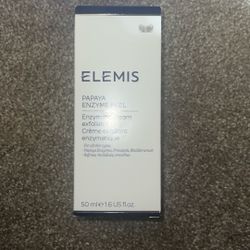 ELEMIS
PAPAYA
ENZYME PEEL
Enzymatic cream
exfoliator
Crème exfoliante
enzymatique
50 ml ℮ 1.6 US fl.oz.